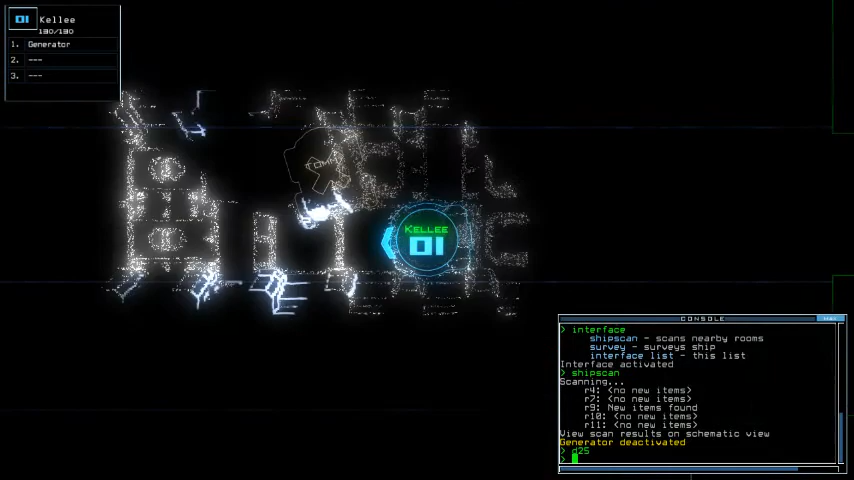 01 Kellee
130/130
1. Generator
2. ---
3. ---
KELLEE
01
CONSOLE
> interface
shipscan - scans nearby rooms
survey - surveys ship
interface list - this list
Interface activated
> shipscan
Scanning...
r4: <no new items>
r7: <no new items>
r9: New items found
r10: <no new items>
r11: <no new items>
View scan results on schematic view
Generator deactivated
> d25
>